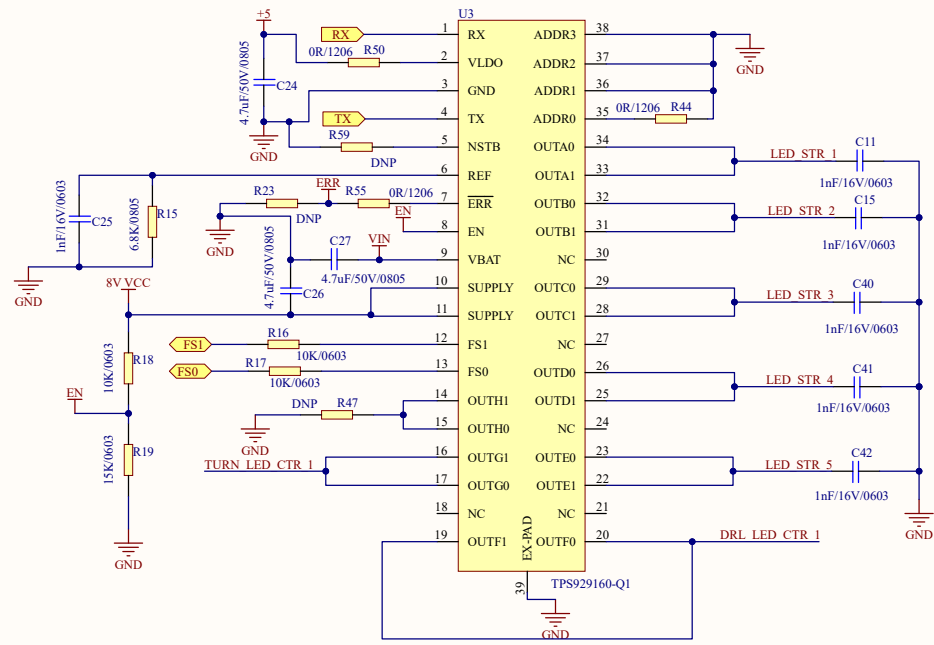 U3
+5
RX
1
RX
ADDR3
38
0R/1206
R50
2
VLDO
ADDR2
37
GND
4.7uF/50V/0805
C24
3
GND
ADDR1
36
TX
4
TX
ADDR0
35
0R/1206
R44
GND
R59
DNP
5
NSTB
OUTA0
34
LED_STR_1
C11
1nF/16V/0603
6
REF
OUTA1
33
1nF/16V/0603
C25
R15
6.8K/0805
R23
DNP
ERR
R55
0R/1206
7
ERR
OUTB0
32
LED_STR_2
C15
1nF/16V/0603
EN
8
EN
OUTB1
31
GND
C27
VIN
4.7uF/50V/0805
9
VBAT
NC
30
GND
4.7uF/50V/0805
C26
10
SUPPLY
OUTC0
29
LED_STR_3
C40
1nF/16V/0603
8V VCC
11
SUPPLY
OUTC1
28
FS1
R16
10K/0603
12
FS1
NC
27
FS0
R17
10K/0603
13
FS0
OUTD0
26
LED_STR_4
C41
1nF/16V/0603
10K/0603
R18
EN
DNP
R47
14
OUTH1
OUTD1
25
GND
15
OUTH0
NC
24
15K/0603
R19
TURN_LED_CTR_1
16
OUTG1
OUTE0
23
LED_STR_5
C42
1nF/16V/0603
17
OUTG0
OUTE1
22
18
NC
NC
21
GND
19
OUTF1
EX-PAD
OUTF0
20
DRL_LED_CTR_1
GND
39
TPS929160-Q1
GND